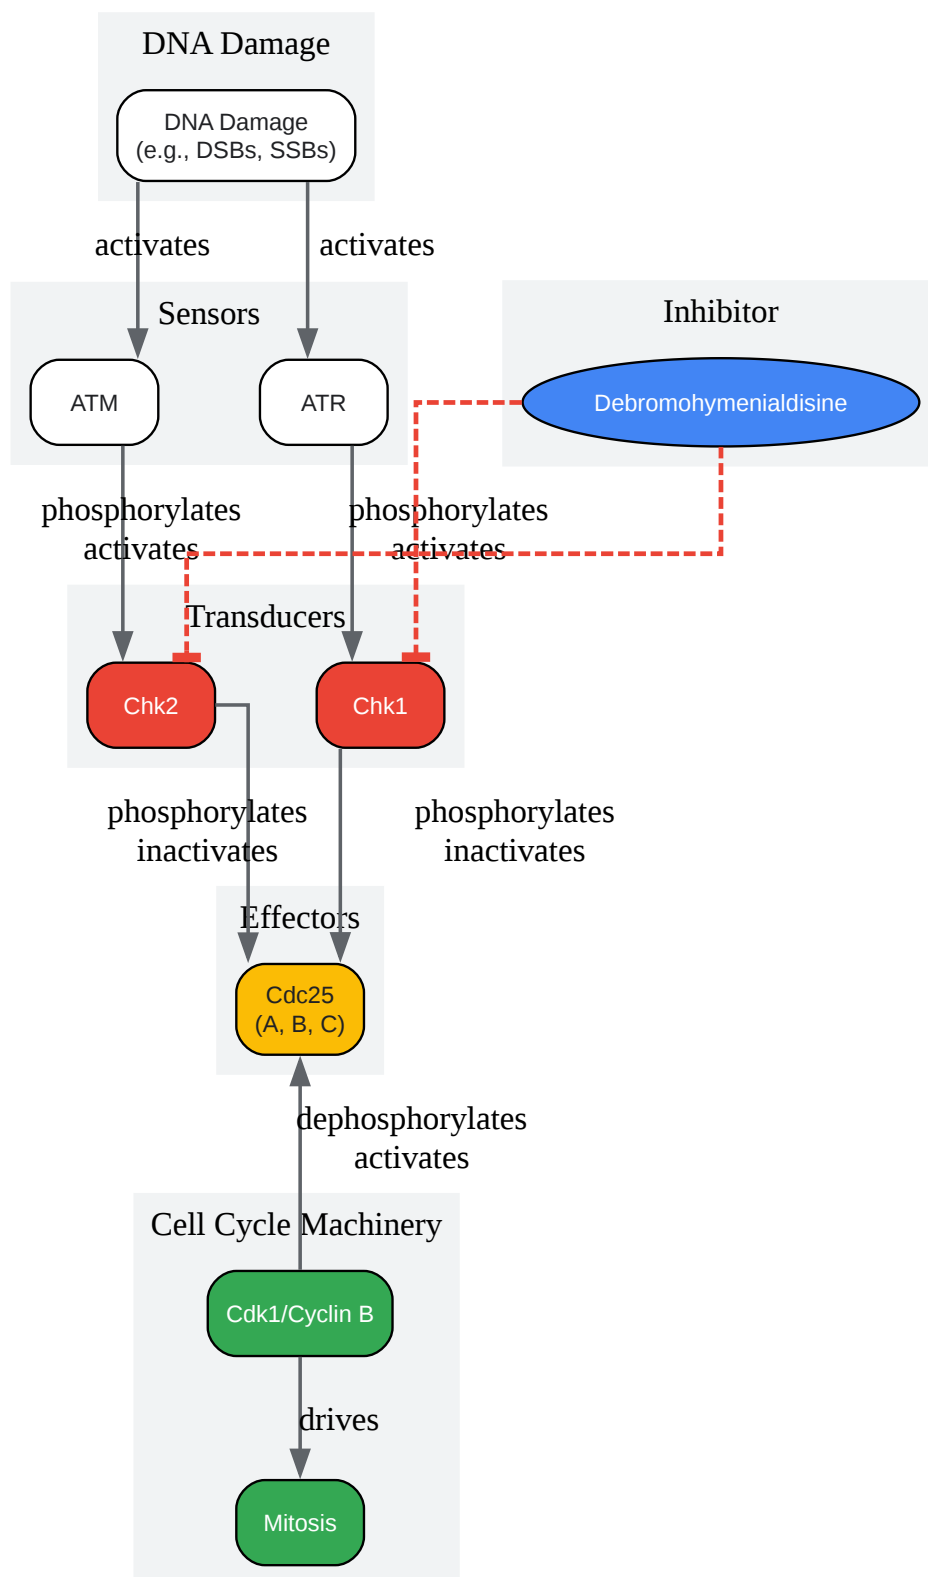 DNA Damage
DNA Damage
(e.g., DSBs, SSBs)
activates
activates
Sensors
Inhibitor
ATM
ATR
Debromohymenialdisine
phosphorylates
activates
phosphorylates
activates
Transducers
Chk2
Chk1
phosphorylates
inactivates
phosphorylates
inactivates
Effectors
Cdc25
(A, B, C)
dephosphorylates
activates
Cell Cycle Machinery
Cdk1/Cyclin B
drives
Mitosis